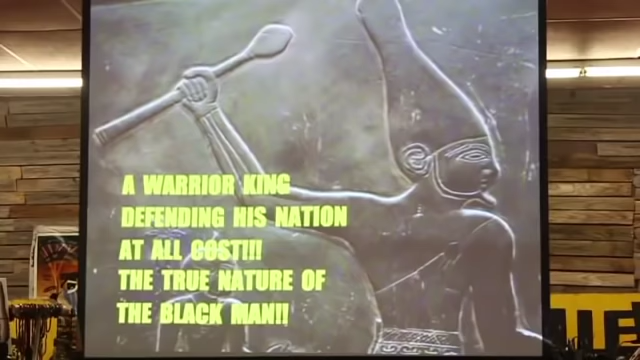 A WARRIOR KING
DEFENDING HIS NATION
AT ALL COST!!!
THE TRUE NATURE OF
THE BLACK MAN!!